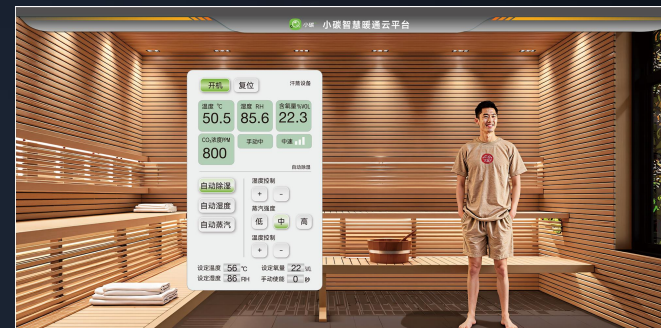 小碳 小碳智慧暖通云平台
开机 复位 汗蒸设备
温度 ℃ 湿度 RH 含氧量%VOL
50.5 85.6 22.3
CO₂浓度PPM 手动中 中速
800
自动除湿
自动除湿 湿度控制
+ -
自动湿度 蒸汽强度
低 中 高
自动蒸汽
温度控制
+ -
设定温度 56 ℃ 设定氧量 22 VOL
设定湿度 86 RH 手动使能 0 秒